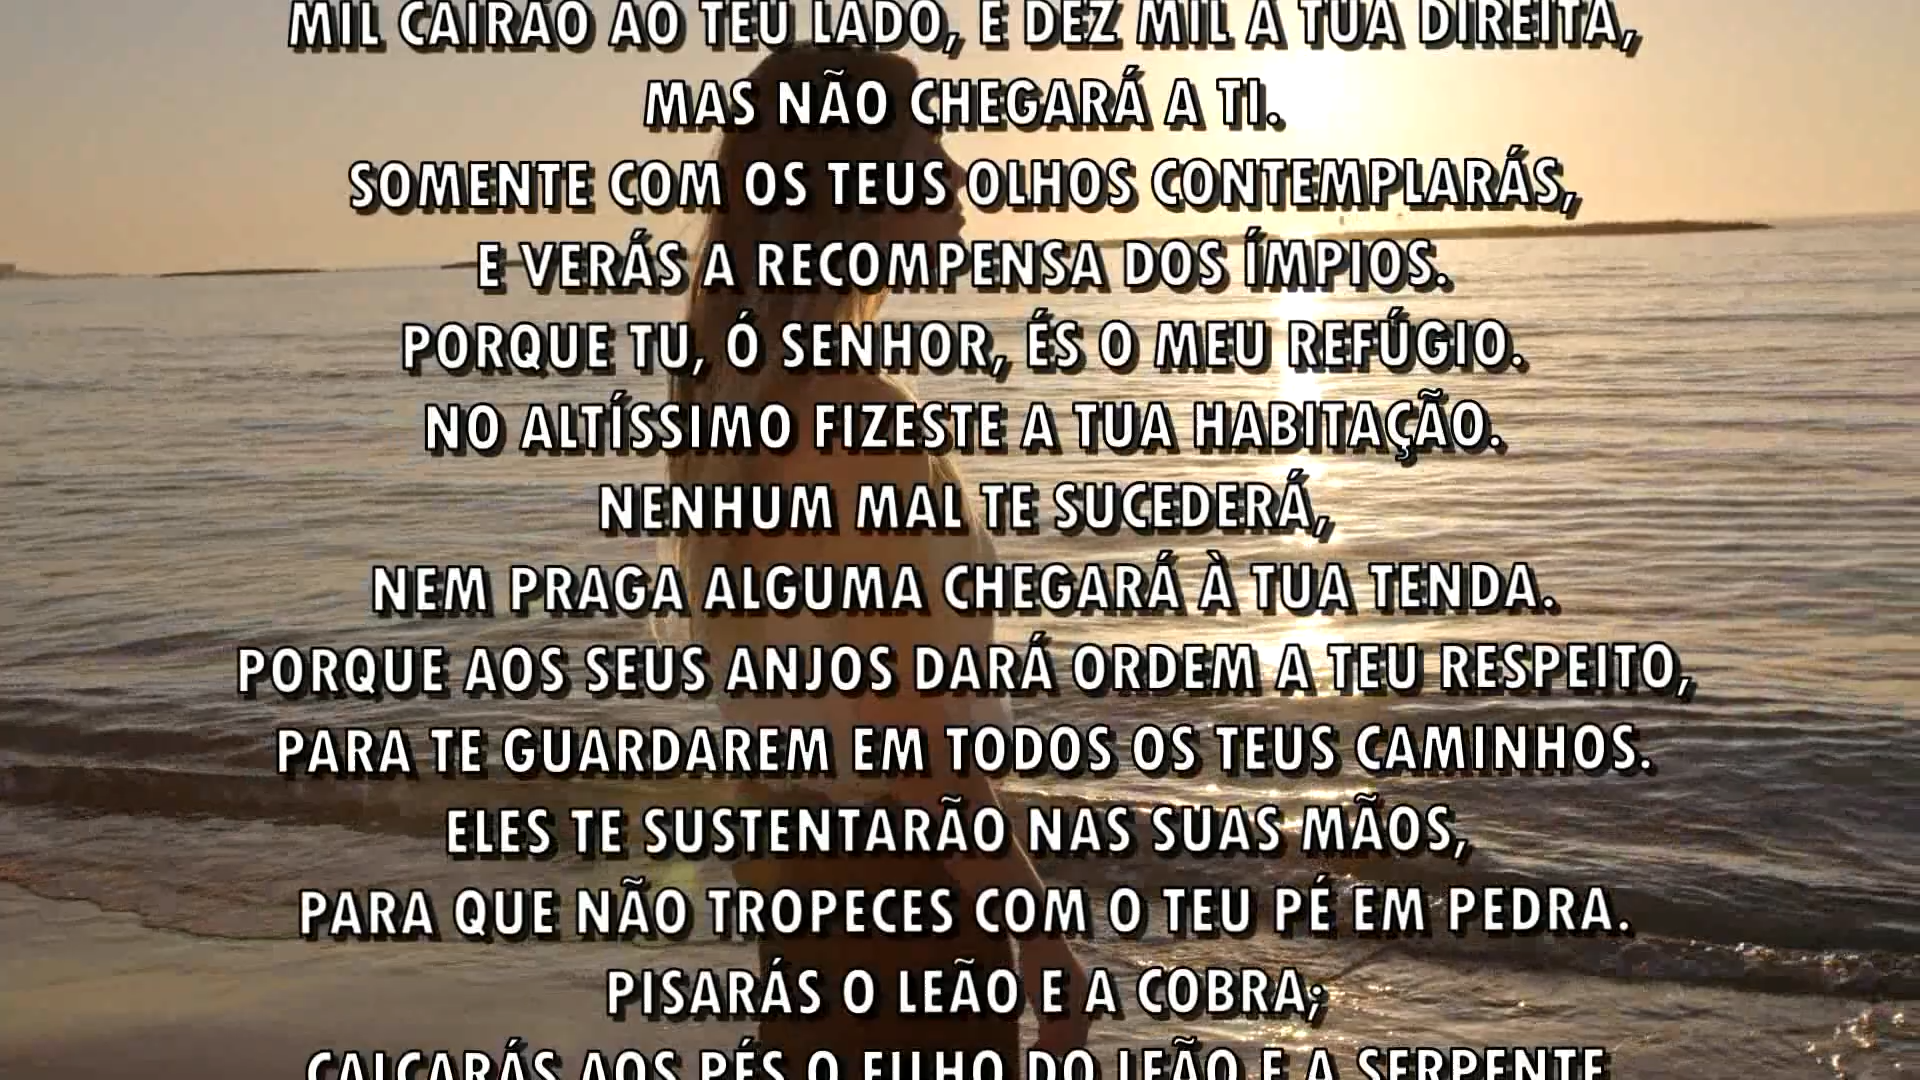 MIL CAIRÃO AO TEU LADO, E DEZ MIL À TUA DIREITA,
MAS NÃO CHEGARÁ A TI.
SOMENTE COM OS TEUS OLHOS CONTEMPLARÁS,
E VERÁS A RECOMPENSA DOS ÍMPIOS.
PORQUE TU, Ó SENHOR, ÉS O MEU REFÚGIO.
NO ALTÍSSIMO FIZESTE A TUA HABITAÇÃO.
NENHUM MAL TE SUCEDERÁ,
NEM PRAGA ALGUMA CHEGARÁ À TUA TENDA.
PORQUE AOS SEUS ANJOS DARÁ ORDEM A TEU RESPEITO,
PARA TE GUARDAREM EM TODOS OS TEUS CAMINHOS.
ELES TE SUSTENTARÃO NAS SUAS MÃOS,
PARA QUE NÃO TROPECES COM O TEU PÉ EM PEDRA.
PISARÁS O LEÃO E A COBRA;
CALCARÁS AOS PÉS O FILHO DO LEÃO E A SERPENTE